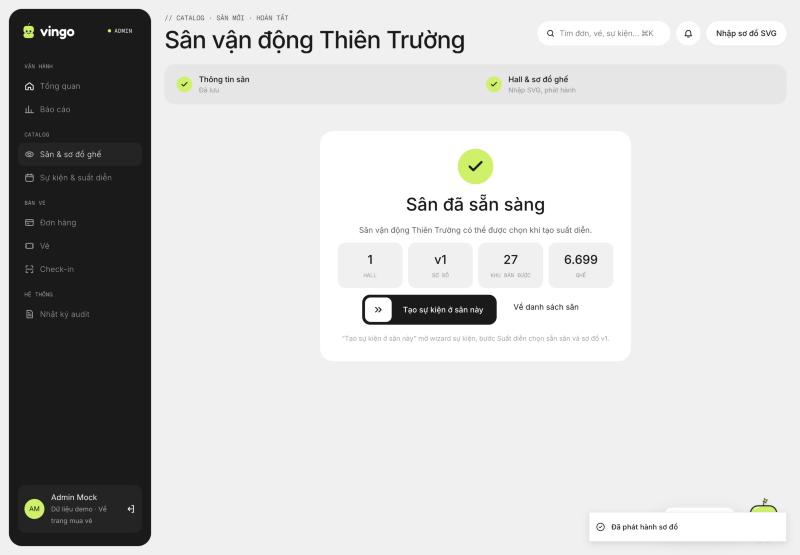 vingo
ADMIN
VẬN HÀNH
Tổng quan
Báo cáo
CATALOG
Sân & sơ đồ ghế
Sự kiện & suất diễn
BÁN VÉ
Đơn hàng
Vé
Check-in
HỆ THỐNG
Nhật ký audit
AM
Admin Mock
Dữ liệu demo · Về
trang mua vé
// CATALOG · SÂN MỚI · HOÀN TẤT
Sân vận động Thiên Trường
Tìm đơn, vé, sự kiện... ⌘K
Nhập sơ đồ SVG
Thông tin sân
Đã lưu
Hall & sơ đồ ghế
Nhập SVG, phát hành
Sân đã sẵn sàng
Sân vận động Thiên Trường có thể được chọn khi tạo suất diễn.
1
HALL
v1
SƠ ĐỒ
27
KHU BÁN ĐƯỢC
6.699
GHẾ
Tạo sự kiện ở sân này
Về danh sách sân
"Tạo sự kiện ở sân này" mở wizard sự kiện, bước Suất diễn chọn sẵn sân và sơ đồ v1.
Đã phát hành sơ đồ